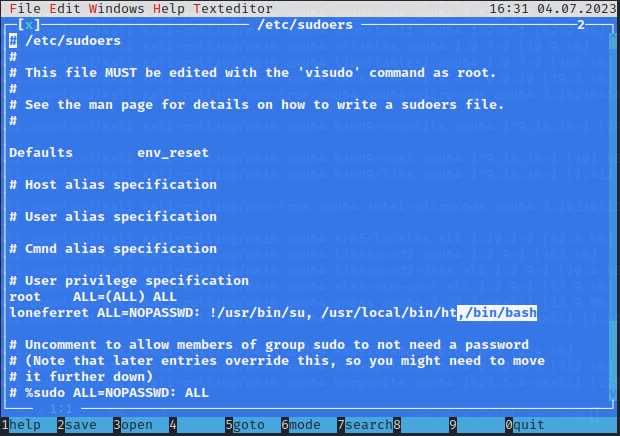 File Edit Windows Help Texteditor 16:31 04.07.2023
[x] /etc/sudoers 2
# /etc/sudoers
#
# This file MUST be edited with the 'visudo' command as root.
#
# See the man page for details on how to write a sudoers file.
#
Defaults env_reset
# Host alias specification
# User alias specification
# Cmnd alias specification
# User privilege specification
root ALL=(ALL) ALL
loneferret ALL=NOPASSWD: !/usr/bin/su, /usr/local/bin/ht,/bin/bash
# Uncomment to allow members of group sudo to not need a password
# (Note that later entries override this, so you might need to move
# it further down)
# %sudo ALL=NOPASSWD: ALL
1:1
1help 2save 3open 4 5goto 6mode 7search8 9 0quit